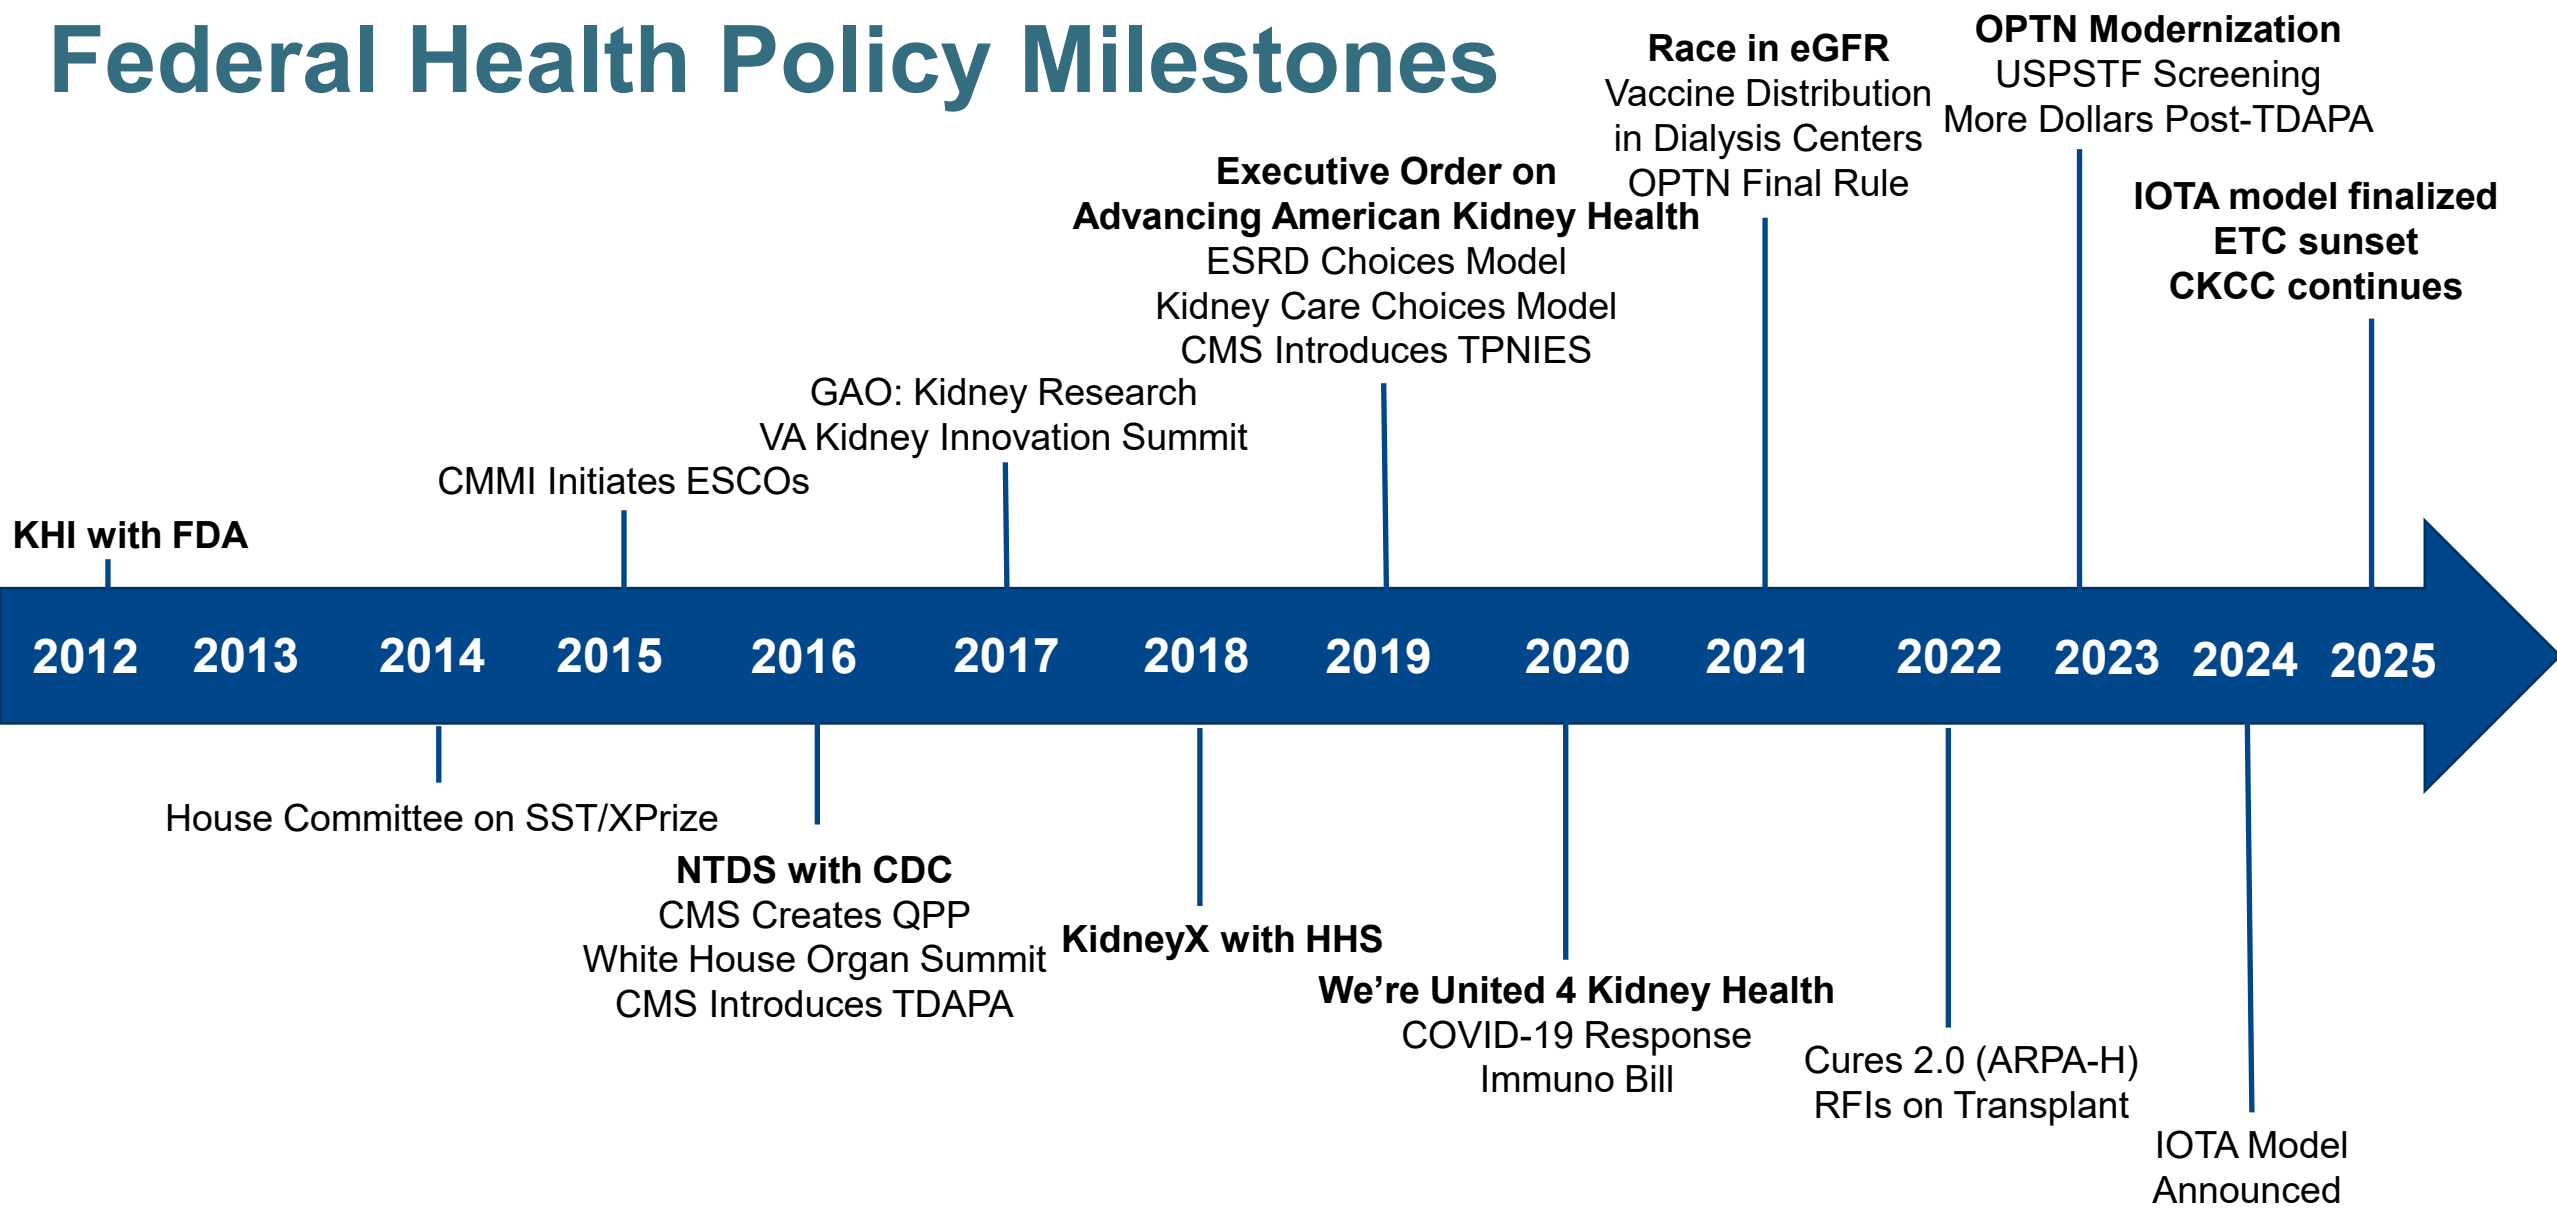 Federal Health Policy Milestones
KHI with FDA
CMMI Initiates ESCOs
GAO: Kidney Research
VA Kidney Innovation Summit
Executive Order on
Advancing American Kidney Health
ESRD Choices Model
Kidney Care Choices Model
CMS Introduces TPNIES
Race in eGFR
Vaccine Distribution
in Dialysis Centers
OPTN Final Rule
OPTN Modernization
USPSTF Screening
More Dollars Post-TDAPA
IOTA model finalized
ETC sunset
CKCC continues
2012 2013 2014 2015 2016 2017 2018 2019 2020 2021 2022 2023 2024 2025
House Committee on SST/XPrize
NTDS with CDC
CMS Creates QPP
White House Organ Summit
CMS Introduces TDAPA
KidneyX with HHS
We’re United 4 Kidney Health
COVID-19 Response
Immuno Bill
Cures 2.0 (ARPA-H)
RFIs on Transplant
IOTA Model
Announced